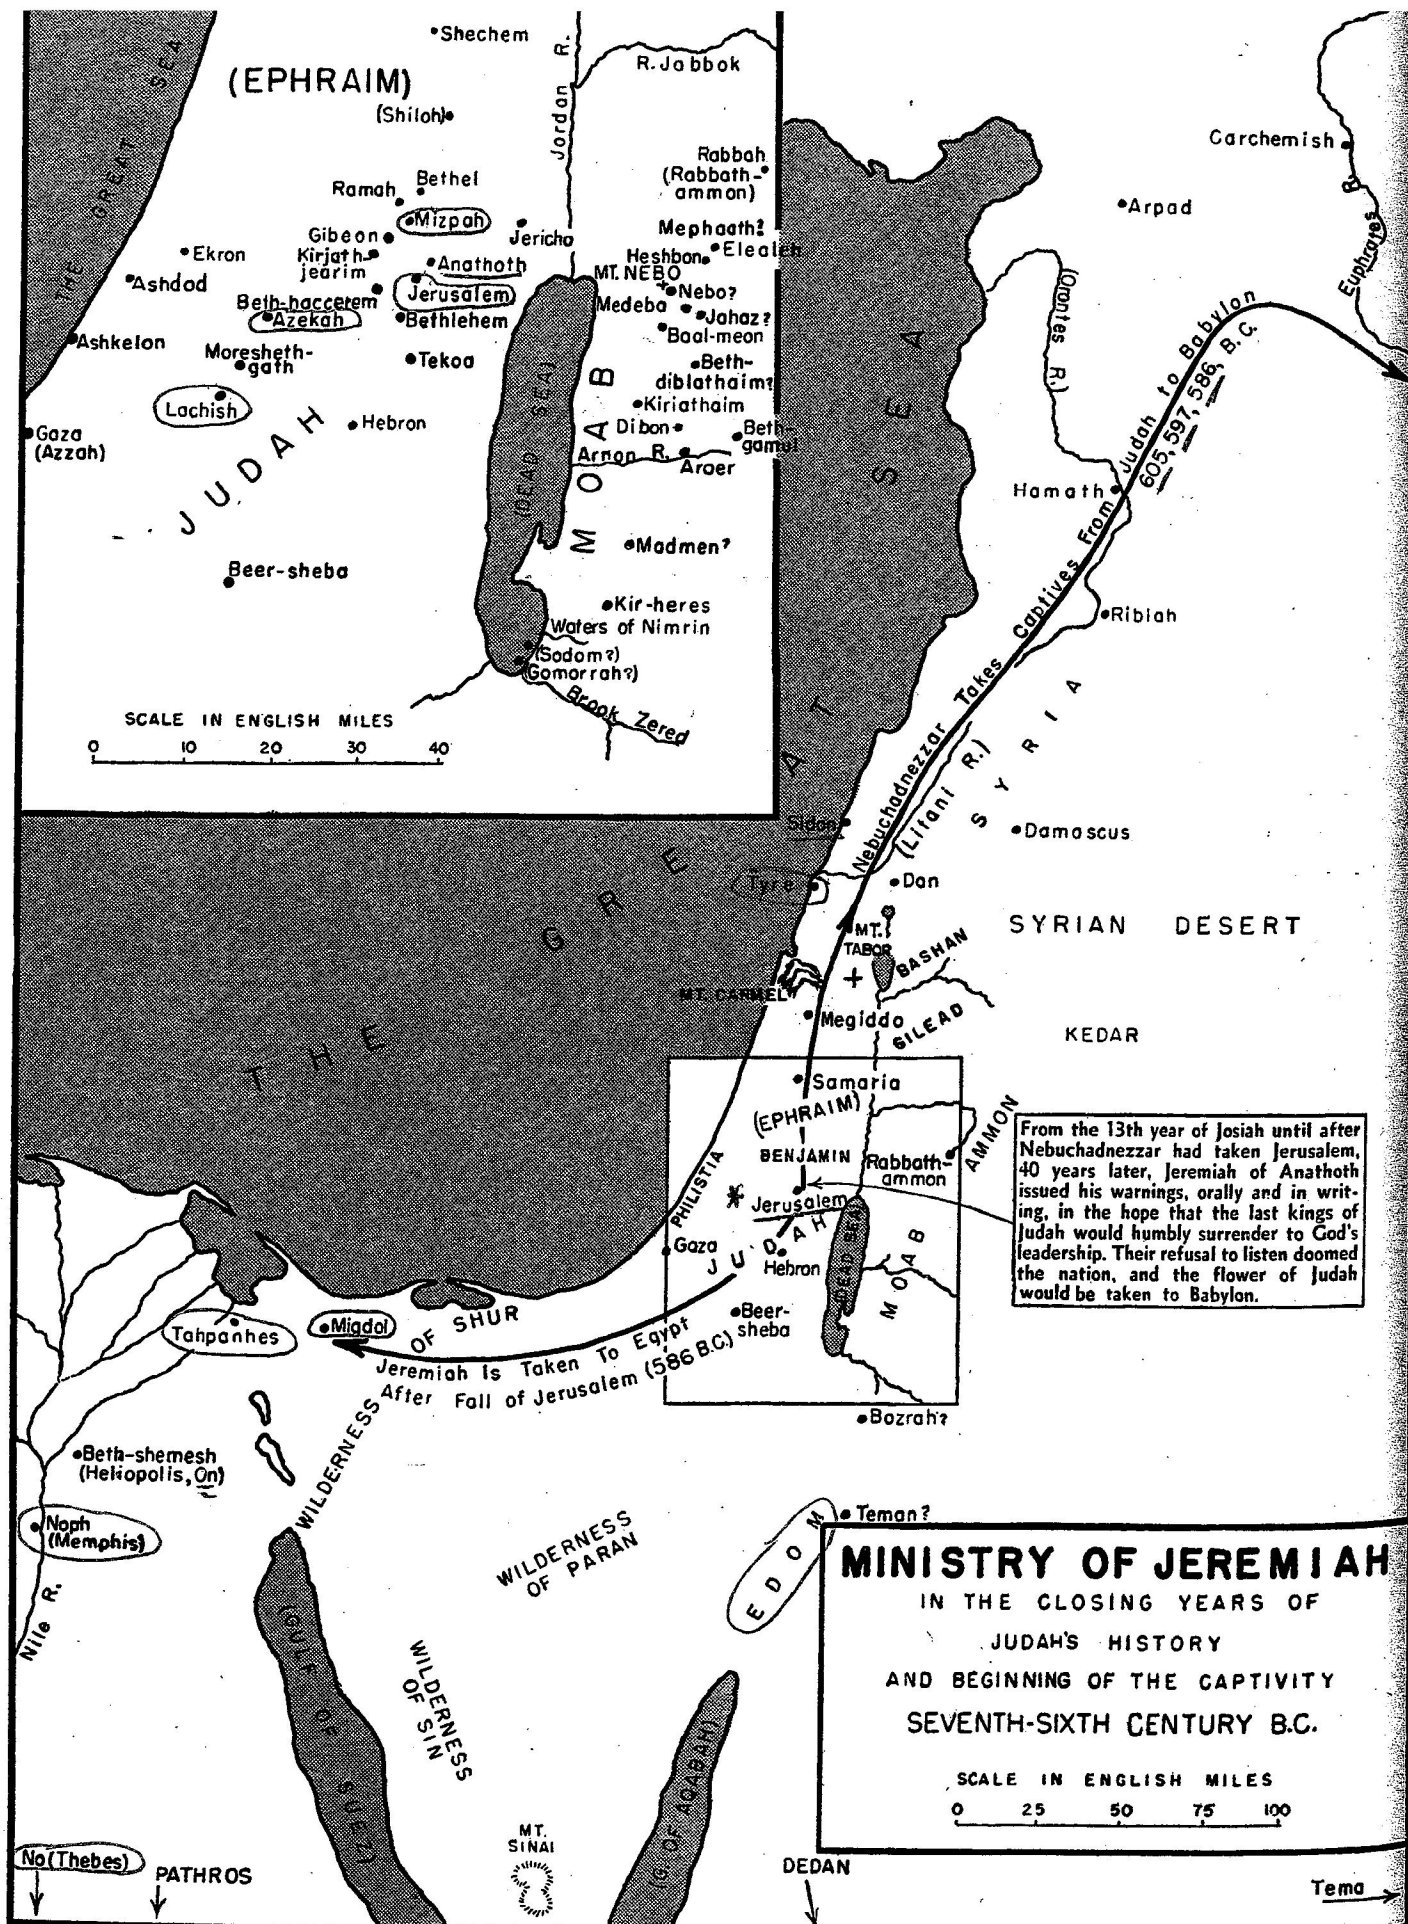 Shechem
(EPHRAIM)
(Shiloh)
THE GREAT SEA
Jordan R.
R. Jabbok
Bethel
Ramah
Mizpah
Gibeon
Kirjath-
jearim
Jericho
Ekron
Anathoth
Ashdod
Jerusalem
Beth-haccerem
Azekah
Bethlehem
Ashkelon
Moresheth-
gath
Tekoa
Lachish
Hebron
Gaza
(Azzah)
JUDAH
Beer-sheba
Rabbah
(Rabbath-
ammon)
Mephaath?
Elealeh
Heshbon
MT. NEBO
Nebo?
Medeba
Jahaz?
Baal-meon
Beth-
diblathaim?
Kiriathaim
Dibon
Beth-
gamul
Arnon R.
Aroer
(DEAD SEA)
MOAB
Madmen?
Kir-heres
Waters of Nimrin
(Sodom?)
(Gomorrah?)
Brook Zered
SCALE IN ENGLISH MILES
0 10 20 30 40
Carchemish
Euphrates R.
Arpad
(Orontes R.)
Hamath
Riblah
Nebuchadnezzar Takes Captives From Judah to Babylon
605, 597, 586, B.C.
SYRIA
(Litani R.)
Sidon
Damascus
Tyre
Dan
SYRIAN DESERT
MT.
TABOR
BASHAN
MT. CARMEL
Megiddo
GILEAD
KEDAR
THE GREAT SEA
Samaria
(EPHRAIM)
AMMON
BENJAMIN
Rabbath-
ammon
PHILISTIA
Jerusalem
Gaza
JUDAH
Hebron
(DEAD SEA)
MOAB
Beer-
sheba
From the 13th year of Josiah until after
Nebuchadnezzar had taken Jerusalem,
40 years later, Jeremiah of Anathoth
issued his warnings, orally and in writ-
ing, in the hope that the last kings of
Judah would humbly surrender to God's
leadership. Their refusal to listen doomed
the nation, and the flower of Judah
would be taken to Babylon.
Tahpanhes
Migdol
WILDERNESS OF SHUR
Jeremiah Is Taken To Egypt
After Fall of Jerusalem (586 B.C.)
Bozrah?
Beth-shemesh
(Heliopolis, On)
Noph
(Memphis)
Nile R.
WILDERNESS
OF PARAN
EDOM
Teman?
WILDERNESS
OF SIN
(GULF OF SUEZ)
(G. OF AQABAH)
MT.
SINAI
No (Thebes)
PATHROS
DEDAN
Tema
MINISTRY OF JEREMIAH
IN THE CLOSING YEARS OF
JUDAH'S HISTORY
AND BEGINNING OF THE CAPTIVITY
SEVENTH-SIXTH CENTURY B.C.
SCALE IN ENGLISH MILES
0 25 50 75 100